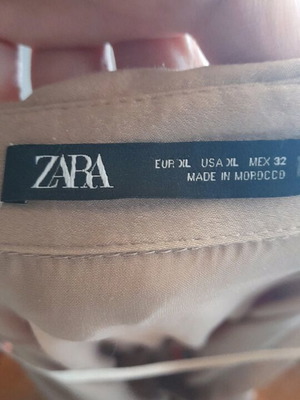 ZARA
EUR XL USA XL MEX 32
MADE IN MOROCCO